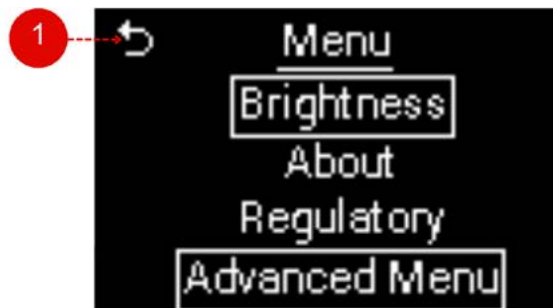 1
Menu
Brightness
About
Regulatory
Advanced Menu